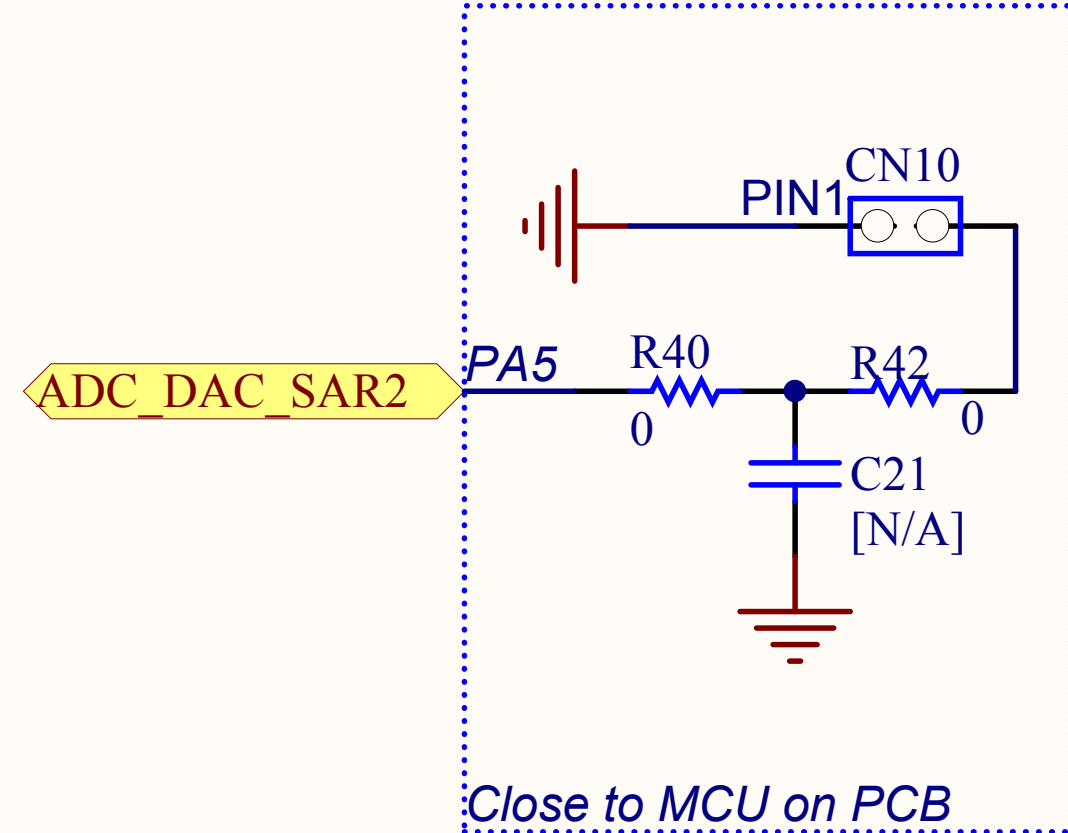 CN10
PIN1
PA5
R40
R42
ADC_DAC_SAR2
0
0
C21
[N/A]
Close to MCU on PCB